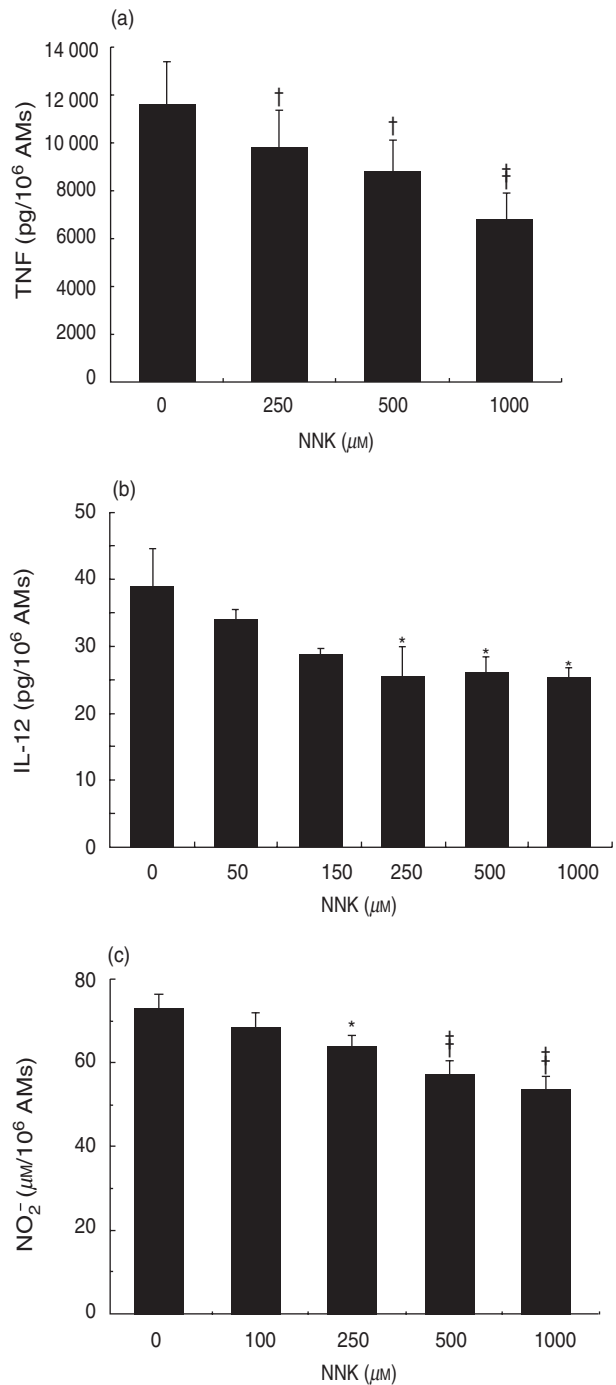 (a)
14 000
12 000
10 000
8000
6000
4000
2000
0
TNF (pg/10⁶ AMs)
†
†
‡
0 250 500 1000
NNK (μM)
(b)
50
40
30
20
10
0
IL-12 (pg/10⁶ AMs)
*
*
*
0 50 150 250 500 1000
NNK (μM)
(c)
80
60
40
20
0
NO₂⁻ (μM/10⁶ AMs)
*
‡
‡
0 100 250 500 1000
NNK (μM)